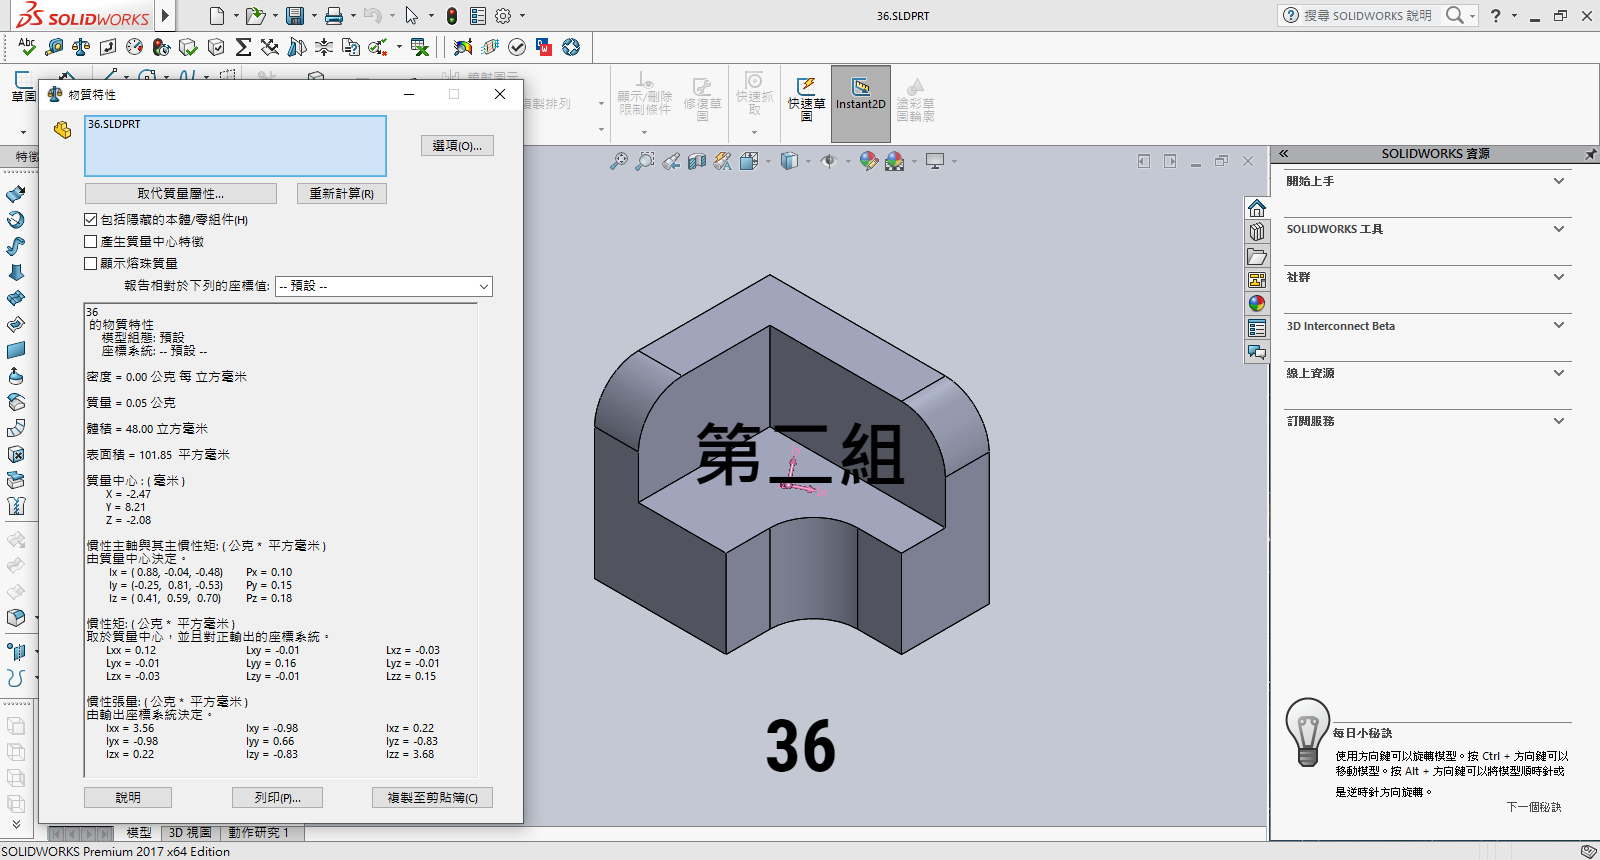 SOLIDWORKS
36.SLDPRT
搜尋 SOLIDWORKS 說明
草圖
複製排列
顯示/刪除
限制條件
修復草
圖
快速抓
取
快速草
圖
Instant2D
塗彩草
圖輪廓
特徵
物質特性
36.SLDPRT
選項(O)...
取代質量屬性...
重新計算(R)
包括隱藏的本體/零組件(H)
產生質量中心特徵
顯示熔珠質量
報告相對於下列的座標值:
-- 預設 --
36
的物質特性
模型組態: 預設
座標系統: -- 預設 --
密度 = 0.00 公克 每 立方毫米
質量 = 0.05 公克
體積 = 48.00 立方毫米
表面積 = 101.85 平方毫米
質量中心 : ( 毫米 )
X = -2.47
Y = 8.21
Z = -2.08
慣性主軸與其主慣性矩: ( 公克 * 平方毫米 )
由質量中心決定。
Ix = ( 0.88, -0.04, -0.48) Px = 0.10
Iy = (-0.25, 0.81, -0.53) Py = 0.15
Iz = ( 0.41, 0.59, 0.70) Pz = 0.18
慣性矩: ( 公克 * 平方毫米 )
取於質量中心，並且對正輸出的座標系統。
Lxx = 0.12 Lxy = -0.01 Lxz = -0.03
Lyx = -0.01 Lyy = 0.16 Lyz = -0.01
Lzx = -0.03 Lzy = -0.01 Lzz = 0.15
慣性張量: ( 公克 * 平方毫米 )
由輸出座標系統決定。
Ixx = 3.56 Ixy = -0.98 Ixz = 0.22
Iyx = -0.98 Iyy = 0.66 Iyz = -0.83
Izx = 0.22 Izy = -0.83 Izz = 3.68
說明
列印(P)...
複製至剪貼簿(C)
第三組
36
SOLIDWORKS 資源
開始上手
SOLIDWORKS 工具
社群
3D Interconnect Beta
線上資源
訂閱服務
每日小秘訣
使用方向鍵可以旋轉模型。按 Ctrl + 方向鍵可以
移動模型。按 Alt + 方向鍵可以將模型順時針或
是逆時針方向旋轉。
下一個秘訣
模型
3D 視圖
動作研究 1
SOLIDWORKS Premium 2017 x64 Edition